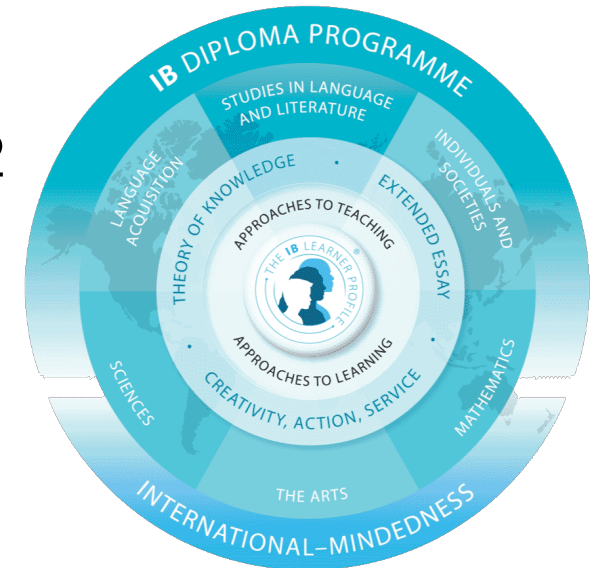 IB DIPLOMA PROGRAMME
STUDIES IN LANGUAGE
AND LITERATURE
LANGUAGE
ACQUISITION
INDIVIDUALS AND
SOCIETIES
THEORY OF KNOWLEDGE
EXTENDED ESSAY
APPROACHES TO TEACHING
THE IB LEARNER PROFILE®
APPROACHES TO LEARNING
CREATIVITY, ACTION, SERVICE
SCIENCES
MATHEMATICS
THE ARTS
INTERNATIONAL–MINDEDNESS